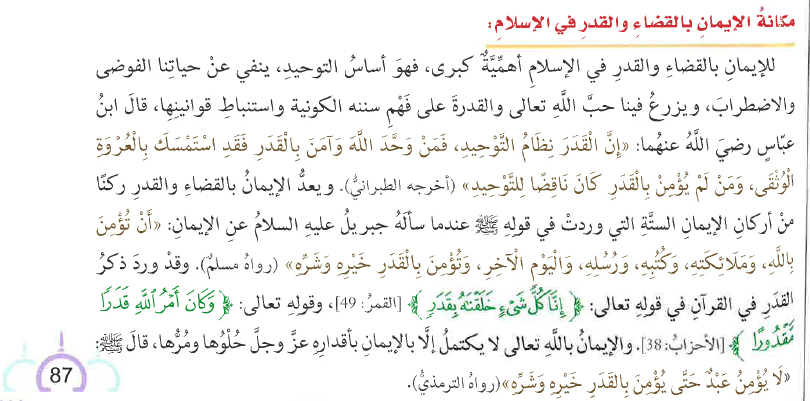 مكانةُ الإيمانِ بالقضاءِ والقدرِ في الإسلامِ:
للإيمانِ بالقضاءِ والقدرِ في الإسلامِ أهمِّيَّةٌ كبرى، فهوَ أساسُ التوحيدِ، ينفي عنْ حياتِنا الفوضى
والاضطرابَ، ويزرعُ فينا حبَّ اللَّهِ تعالى والقدرةَ على فَهْمِ سننِه الكونيةِ واستنباطِ قوانينِها، قالَ ابنُ
عبّاسٍ رضيَ اللَّهُ عنهُما: «إِنَّ الْقَدَرَ نِظَامُ التَّوْحِيدِ، فَمَنْ وَحَّدَ اللَّهَ وَآمَنَ بِالْقَدَرِ فَقَدِ اسْتَمْسَكَ بِالْعُرْوَةِ
الْوُثْقَى، وَمَنْ لَمْ يُؤْمِنْ بِالْقَدَرِ كَانَ نَاقِضًا لِلتَّوْحِيدِ» (أخرجه الطبرانيُّ). ويعدُّ الإيمانُ بالقضاءِ والقدرِ ركنًا
منْ أركانِ الإيمانِ الستَّةِ التي وردتْ في قولِهِ ﷺ عندما سألَهُ جبريلُ عليهِ السلامُ عنِ الإيمانِ: «أَنْ تُؤْمِنَ
بِاللَّهِ، وَمَلَائِكَتِهِ، وَكُتُبِهِ، وَرُسُلِهِ، وَالْيَوْمِ الْآخِرِ، وَتُؤْمِنَ بِالْقَدَرِ خَيْرِهِ وَشَرِّهِ» (رواهُ مسلمٌ). وقدْ وردَ ذكرُ
القدَرِ في القرآنِ في قولِهِ تعالى: ﴿إِنَّا كُلَّ شَيْءٍ خَلَقْنَٰهُ بِقَدَرٍ﴾ [القمرُ: 49]، وقولِه تعالى: ﴿وَكَانَ أَمْرُ ٱللَّهِ قَدَرًا
مَّقْدُورًا﴾ [الأحزابُ:38]. والإيمانُ باللَّهِ تعالى لا يكتملُ إلَّا بالإيمانِ بأقدارِهِ عزَّ وجلَّ حُلْوُها ومُرُّها، قالَ ﷺ:
«لَا يُؤْمِنُ عَبْدٌ حَتَّى يُؤْمِنَ بِالْقَدَرِ خَيْرِهِ وَشَرِّهِ» (رواهُ الترمذيُّ).
87